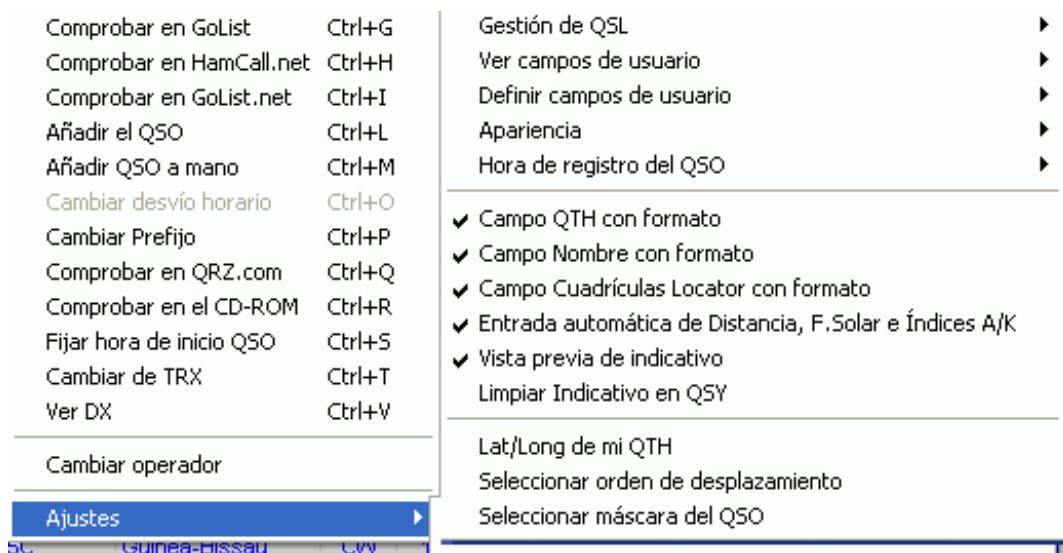 Comprobar en GoList Ctrl+G
Comprobar en HamCall.net Ctrl+H
Comprobar en GoList.net Ctrl+I
Añadir el QSO Ctrl+L
Añadir QSO a mano Ctrl+M
Cambiar desvío horario Ctrl+O
Cambiar Prefijo Ctrl+P
Comprobar en QRZ.com Ctrl+Q
Comprobar en el CD-ROM Ctrl+R
Fijar hora de inicio QSO Ctrl+S
Cambiar de TRX Ctrl+T
Ver DX Ctrl+V
Cambiar operador
Ajustes
Gestión de QSL
Ver campos de usuario
Definir campos de usuario
Apariencia
Hora de registro del QSO
Campo QTH con formato
Campo Nombre con formato
Campo Cuadrículas Locator con formato
Entrada automática de Distancia, F.Solar e Índices A/K
Vista previa de indicativo
Limpiar Indicativo en QSY
Lat/Long de mi QTH
Seleccionar orden de desplazamiento
Seleccionar máscara del QSO
Guinea-Bissau CW